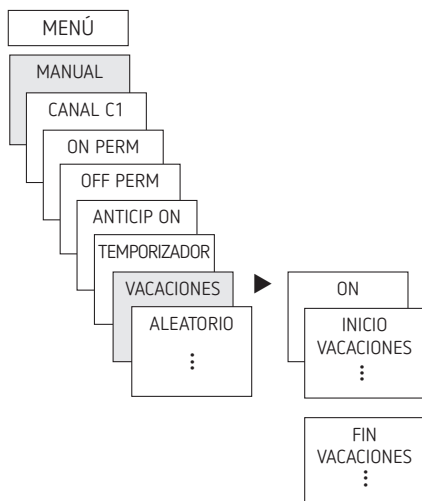 MENÚ
MANUAL
CANAL C1
ON PERM
OFF PERM
ANTICIP ON
TEMPORIZADOR
VACACIONES
ALEATORIO
ON
INICIO
VACACIONES
FIN
VACACIONES